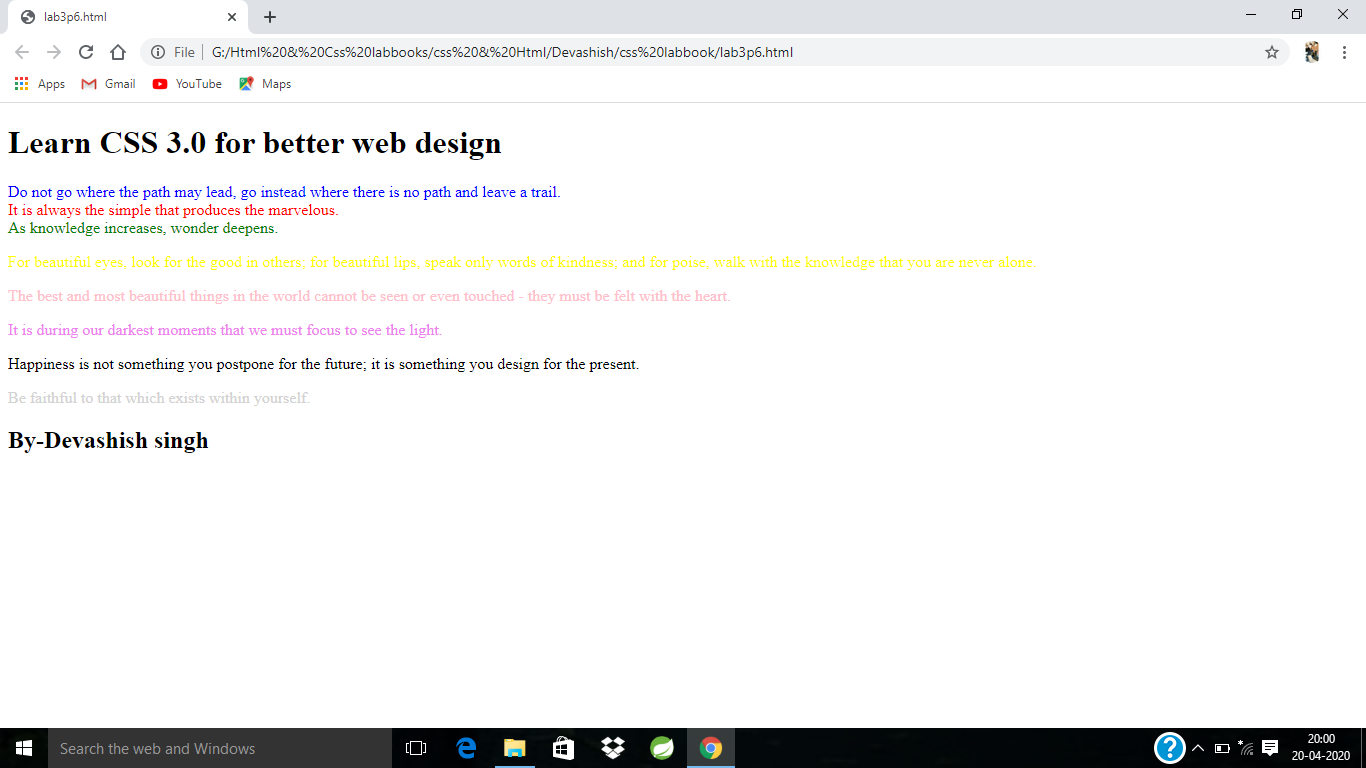 lab3p6.html
File G:/Html%20&%20Css%20labbooks/css%20&%20Html/Devashish/css%20labbook/lab3p6.html
Apps Gmail YouTube Maps
Learn CSS 3.0 for better web design
Do not go where the path may lead, go instead where there is no path and leave a trail.
It is always the simple that produces the marvelous.
As knowledge increases, wonder deepens.
For beautiful eyes, look for the good in others; for beautiful lips, speak only words of kindness; and for poise, walk with the knowledge that you are never alone.
The best and most beautiful things in the world cannot be seen or even touched - they must be felt with the heart.
It is during our darkest moments that we must focus to see the light.
Happiness is not something you postpone for the future; it is something you design for the present.
Be faithful to that which exists within yourself.
By-Devashish singh
Search the web and Windows
20:00
20-04-2020